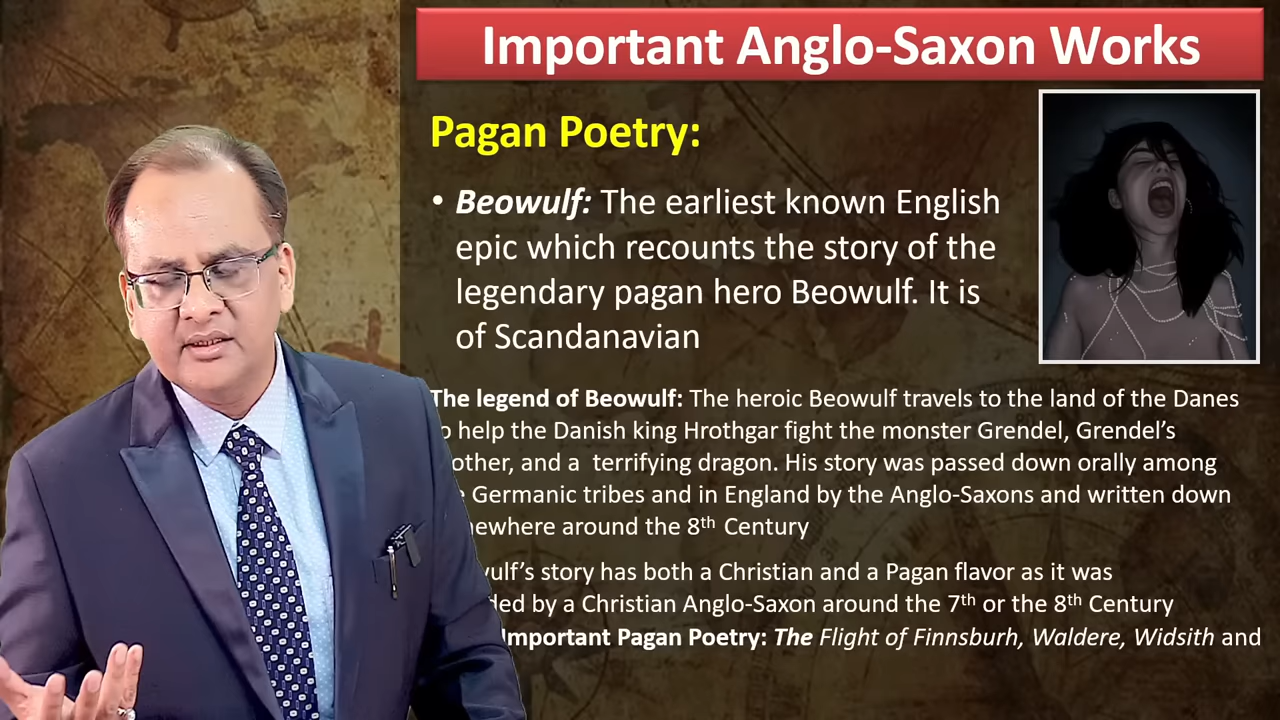 Important Anglo-Saxon Works
Pagan Poetry:
• Beowulf: The earliest known English
epic which recounts the story of the
legendary pagan hero Beowulf. It is
of Scandanavian
The legend of Beowulf: The heroic Beowulf travels to the land of the Danes
help the Danish king Hrothgar fight the monster Grendel, Grendel’s
other, and a terrifying dragon. His story was passed down orally among
Germanic tribes and in England by the Anglo-Saxons and written down
ewhere around the 8th Century
wulf’s story has both a Christian and a Pagan flavor as it was
ded by a Christian Anglo-Saxon around the 7th or the 8th Century
Important Pagan Poetry: The Flight of Finnsburh, Waldere, Widsith and